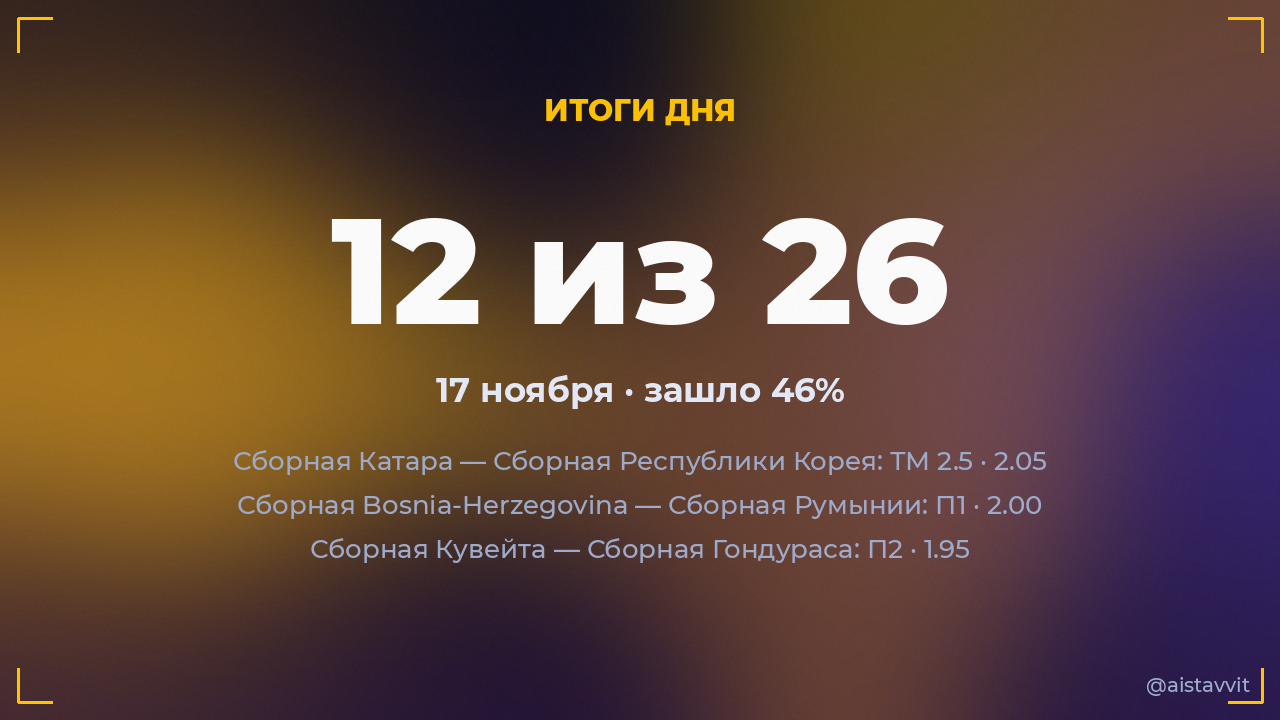 ИТОГИ ДНЯ
12 из 26
17 ноября · зашло 46%
Сборная Катара — Сборная Республики Корея: ТМ 2.5 · 2.05
Сборная Bosnia-Herzegovina — Сборная Румынии: П1 · 2.00
Сборная Кувейта — Сборная Гондураса: П2 · 1.95
@aistavvit